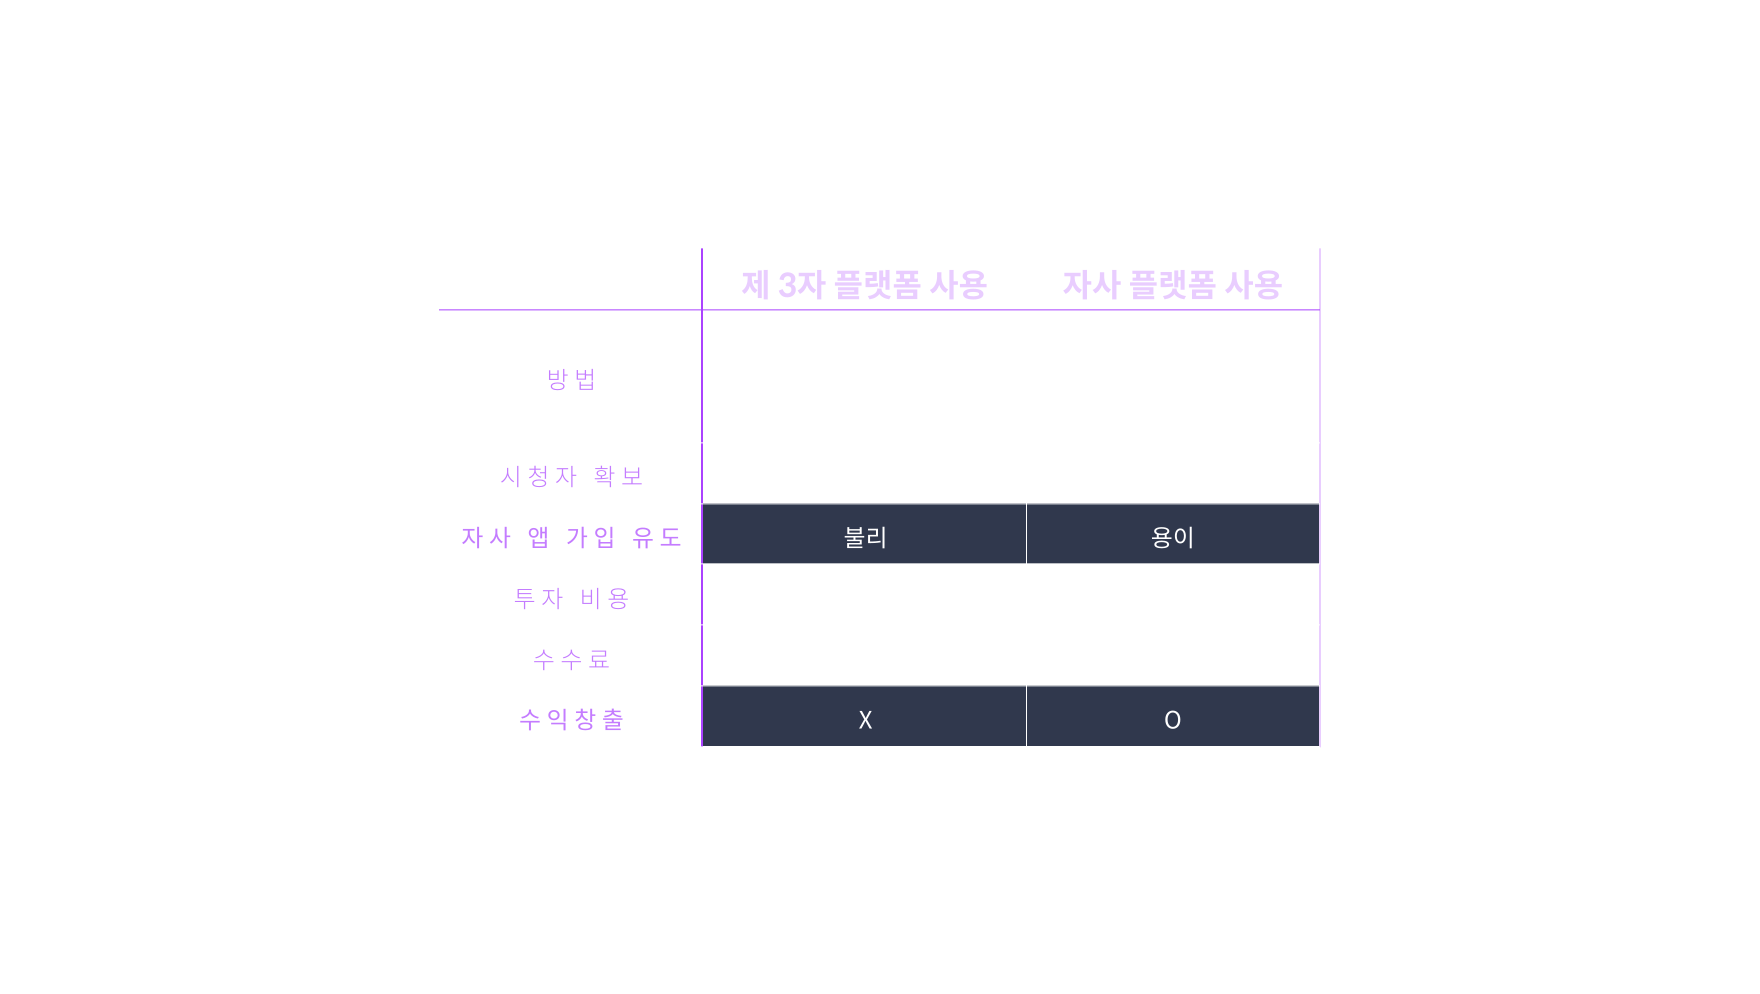 제 3자 플랫폼 사용 자사 플랫폼 사용
방법
시청자 확보
자사 앱 가입 유도 불리 용이
투자 비용
수수료
수익창출 X O